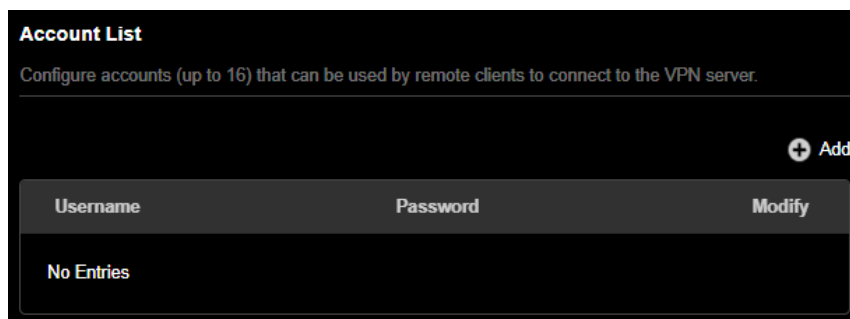 Account List
Configure accounts (up to 16) that can be used by remote clients to connect to the VPN server.
Add
Username Password Modify
No Entries